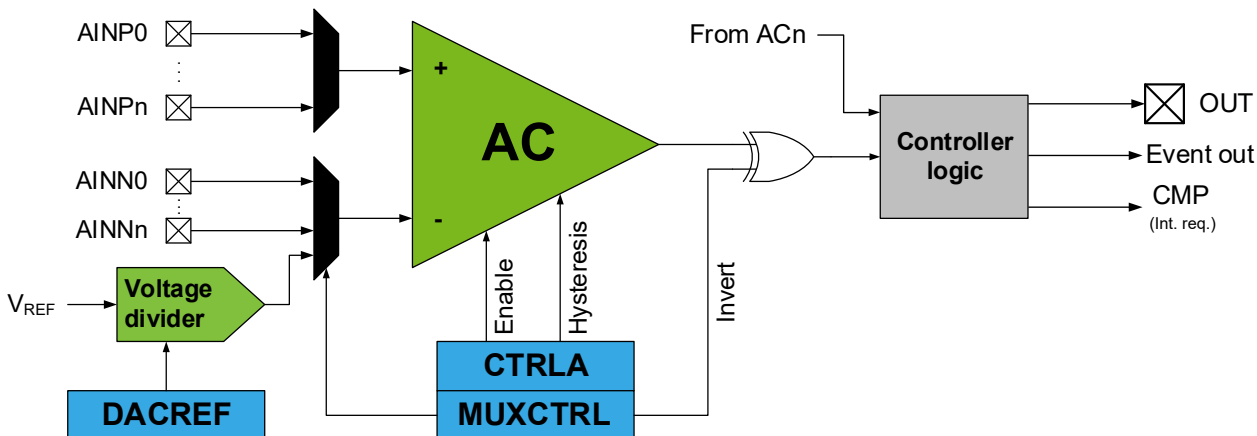 AINP0
From ACn
AINPn
+
AC
Controller
logic
OUT
Event out
CMP
(Int. req.)
AINN0
AINNn
-
Enable
Hysteresis
Invert
VREF
Voltage
divider
CTRLA
DACREF
MUXCTRL